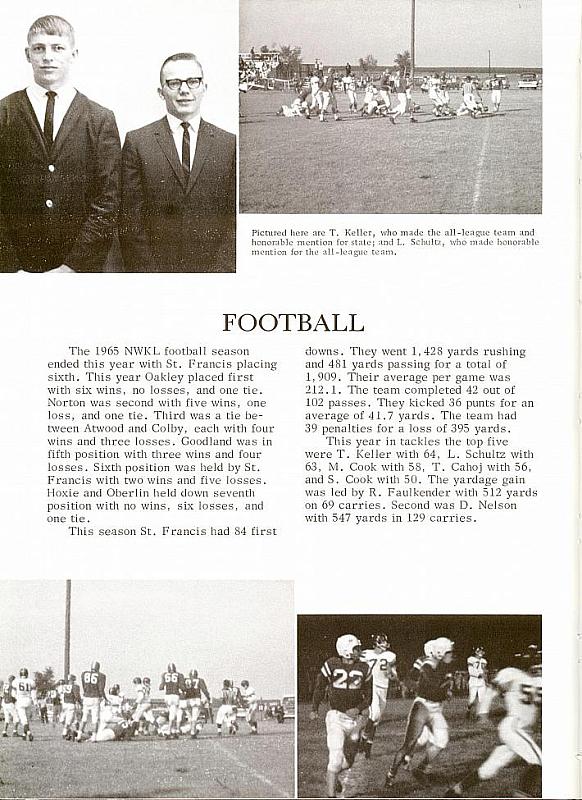 Pictured here are T. Keller, who made the all-league team and
honorable mention for state; and L. Schultz, who made honorable
mention for the all-league team.
FOOTBALL
The 1965 NWKL football season
ended this year with St. Francis placing
sixth. This year Oakley placed first
with six wins, no losses, and one tie.
Norton was second with five wins, one
loss, and one tie. Third was a tie be-
tween Atwood and Colby, each with four
wins and three losses. Goodland was in
fifth position with three wins and four
losses. Sixth position was held by St.
Francis with two wins and five losses.
Hoxie and Oberlin held down seventh
position with no wins, six losses, and
one tie.
This season St. Francis had 84 first
downs. They went 1,428 yards rushing
and 481 yards passing for a total of
1,909. Their average per game was
212.1. The team completed 42 out of
102 passes. They kicked 36 punts for an
average of 41.7 yards. The team had
39 penalties for a loss of 395 yards.
This year in tackles the top five
were T. Keller with 64, L. Schultz with
63, M. Cook with 58, T. Cahoj with 56,
and S. Cook with 50. The yardage gain
was led by R. Faulkender with 512 yards
on 69 carries. Second was D. Nelson
with 547 yards in 129 carries.
61
86
66
22
72